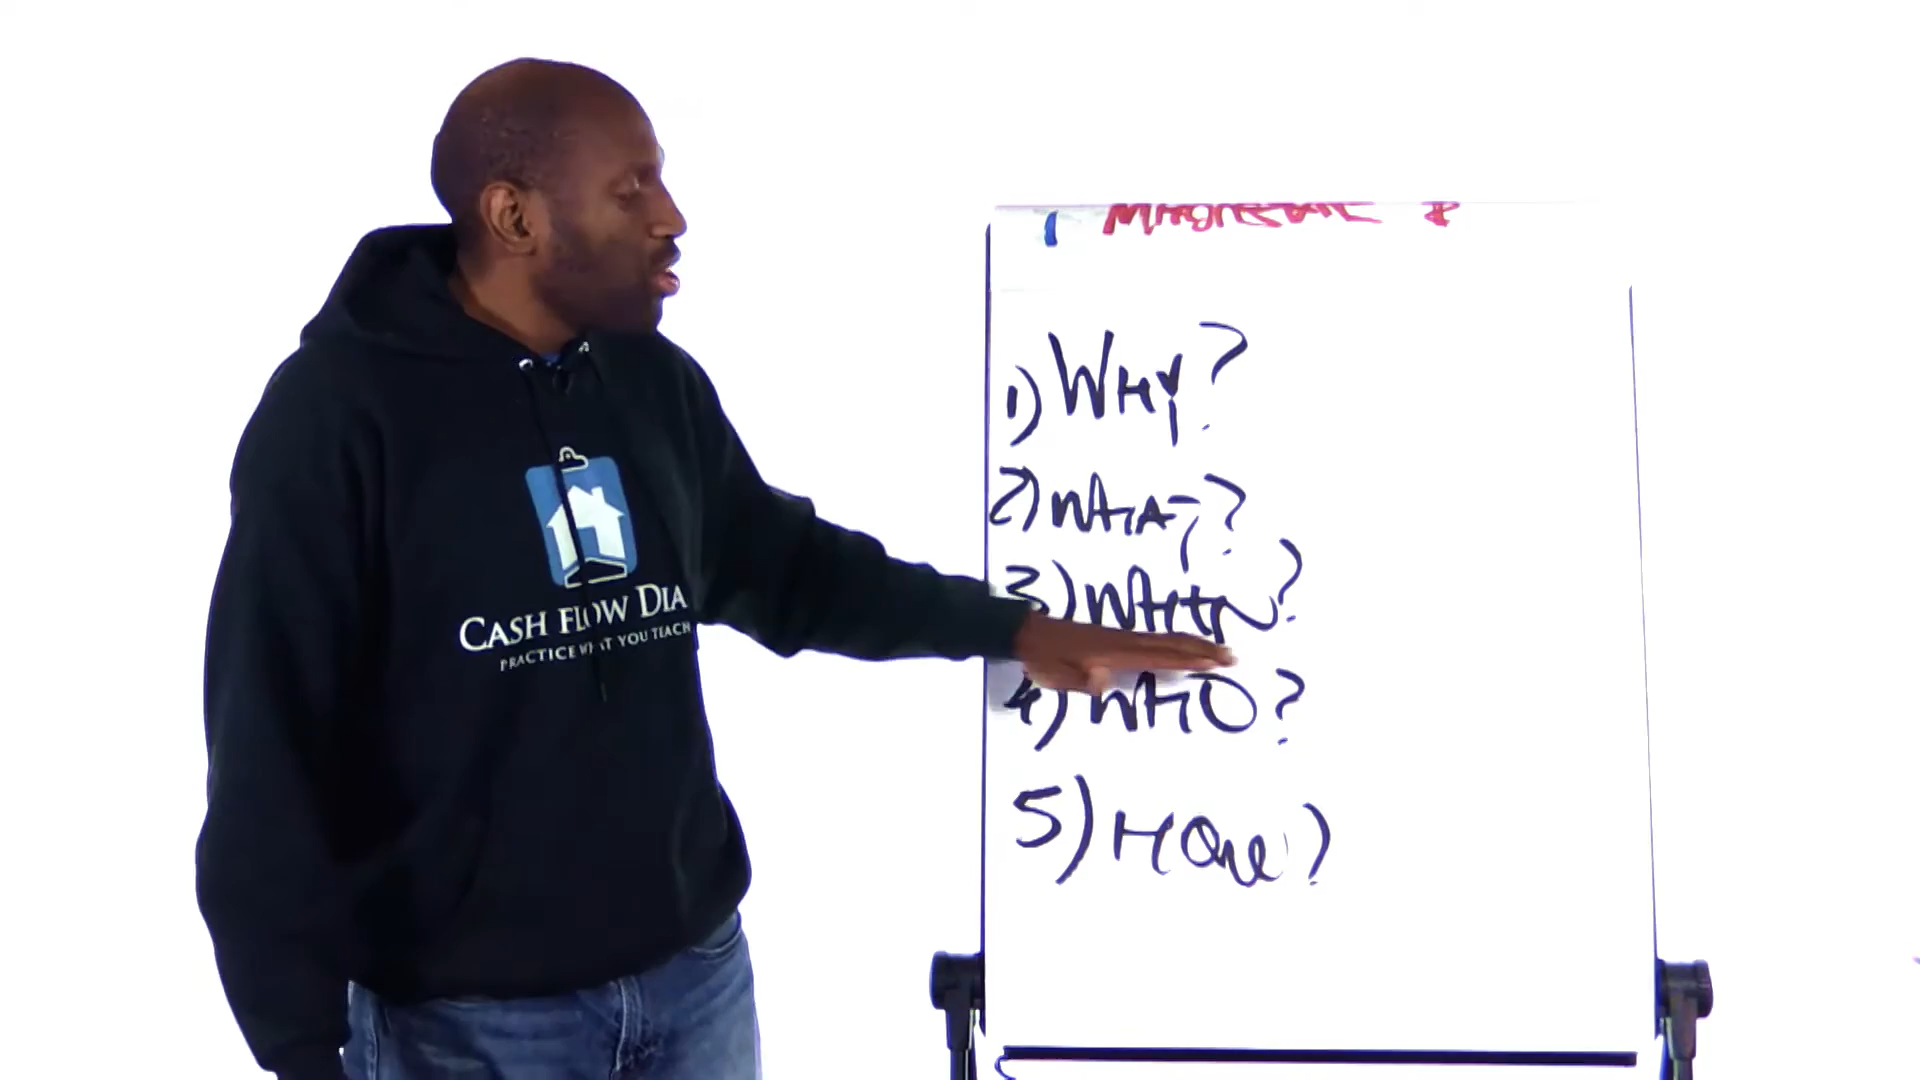 CASH FLOW DIA
PRACTICE WHAT YOU TEACH
1) WHY?
2) WHAT?
3) WHEN?
4) WHO?
5) HOW?